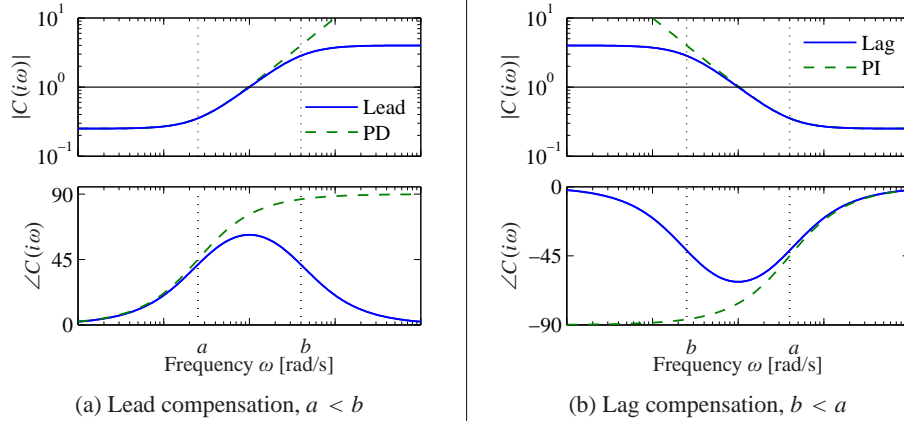 10^1
10^0
10^{-1}
|C(iω)|
Lead
PD
90
45
0
∠C(iω)
a
b
Frequency ω [rad/s]
(a) Lead compensation, a < b
10^1
10^0
10^{-1}
|C(iω)|
Lag
PI
0
−45
−90
∠C(iω)
b
a
Frequency ω [rad/s]
(b) Lag compensation, b < a